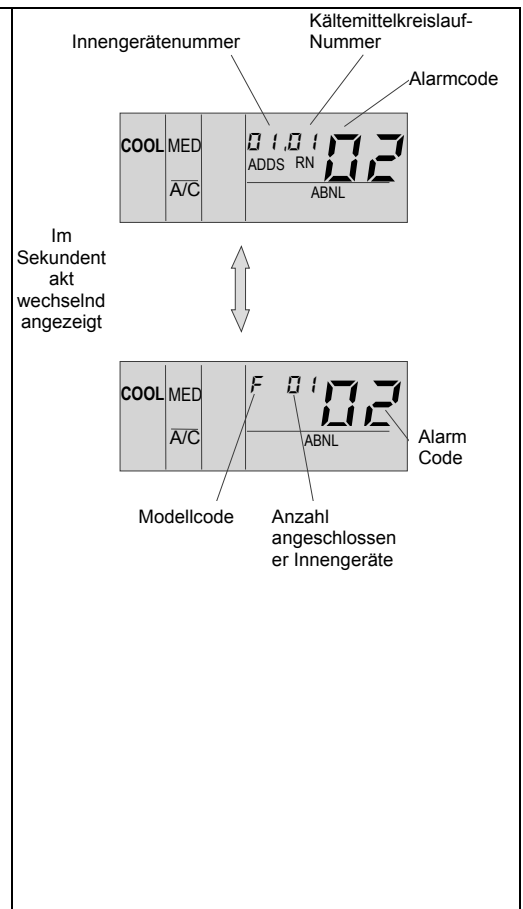 Innengerätenummer
Kältemittelkreislauf-
Nummer
Alarmcode
COOL MED 01.01 02
ADDS RN
A/C ABNL
Im
Sekundent
akt
wechselnd
angezeigt
COOL MED F 01 02
A/C ABNL
Alarm
Code
Modellcode
Anzahl
angeschlossen
er Innengeräte